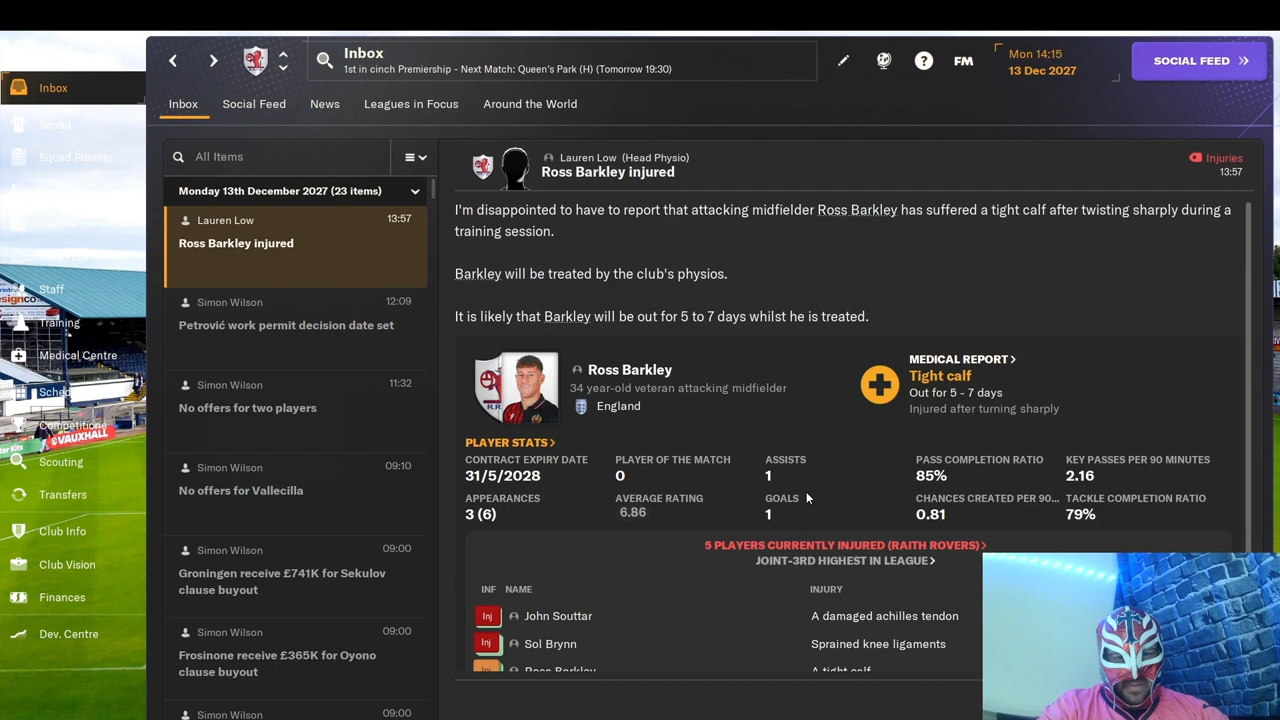 Inbox
1st in cinch Premiership - Next Match: Queen's Park (H) (Tomorrow 19:30)
?
FM
Mon 14:15
13 Dec 2027
SOCIAL FEED
Inbox
Social Feed
News
Leagues in Focus
Around the World
Inbox
Squad
Squad Planner
Staff
Training
Medical Centre
Sched
Competitions
VAUXHALL
Scouting
Transfers
Club Info
Club Vision
Finances
Dev. Centre
All Items
Monday 13th December 2027 (23 items)
Lauren Low 13:57
Ross Barkley injured
Simon Wilson 12:09
Petrović work permit decision date set
Simon Wilson 11:32
No offers for two players
Simon Wilson 09:10
No offers for Vallecilla
Simon Wilson 09:00
Groningen receive £741K for Sekulov
clause buyout
Simon Wilson 09:00
Frosinone receive £365K for Oyono
clause buyout
Simon Wilson 09:00
Lauren Low (Head Physio)
Ross Barkley injured
Injuries
13:57
I'm disappointed to have to report that attacking midfielder Ross Barkley has suffered a tight calf after twisting sharply during a
training session.
Barkley will be treated by the club's physios.
It is likely that Barkley will be out for 5 to 7 days whilst he is treated.
R.R
Ross Barkley
34 year-old veteran attacking midfielder
England
MEDICAL REPORT >
Tight calf
Out for 5 - 7 days
Injured after turning sharply
PLAYER STATS >
CONTRACT EXPIRY DATE PLAYER OF THE MATCH ASSISTS PASS COMPLETION RATIO KEY PASSES PER 90 MINUTES
31/5/2028 0 1 85% 2.16
APPEARANCES AVERAGE RATING GOALS CHANCES CREATED PER 90... TACKLE COMPLETION RATIO
3 (6) 6.86 1 0.81 79%
5 PLAYERS CURRENTLY INJURED (RAITH ROVERS) >
JOINT-3RD HIGHEST IN LEAGUE >
INF NAME INJURY
Inj John Souttar A damaged achilles tendon
Inj Sol Brynn Sprained knee ligaments
Ross Barkley A tight calf